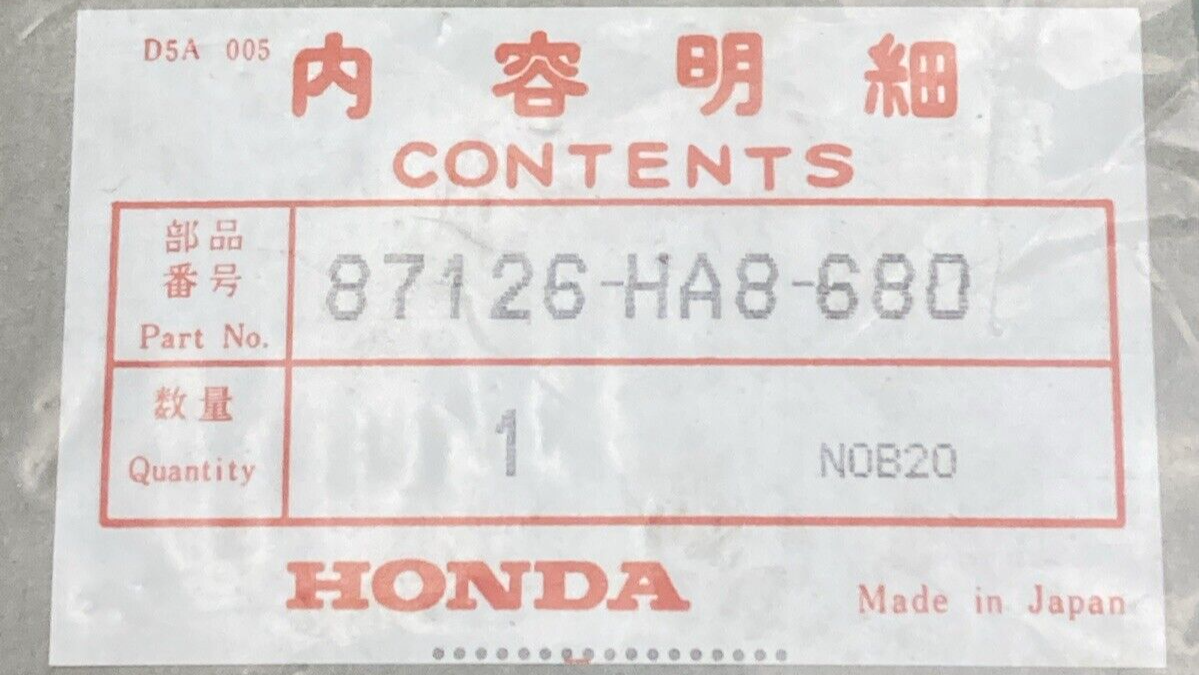 D5A 005
内容明細
CONTENTS
部品
番号
Part No.
87126-HA8-680
数量
Quantity
1
N0B20
HONDA
Made in Japan